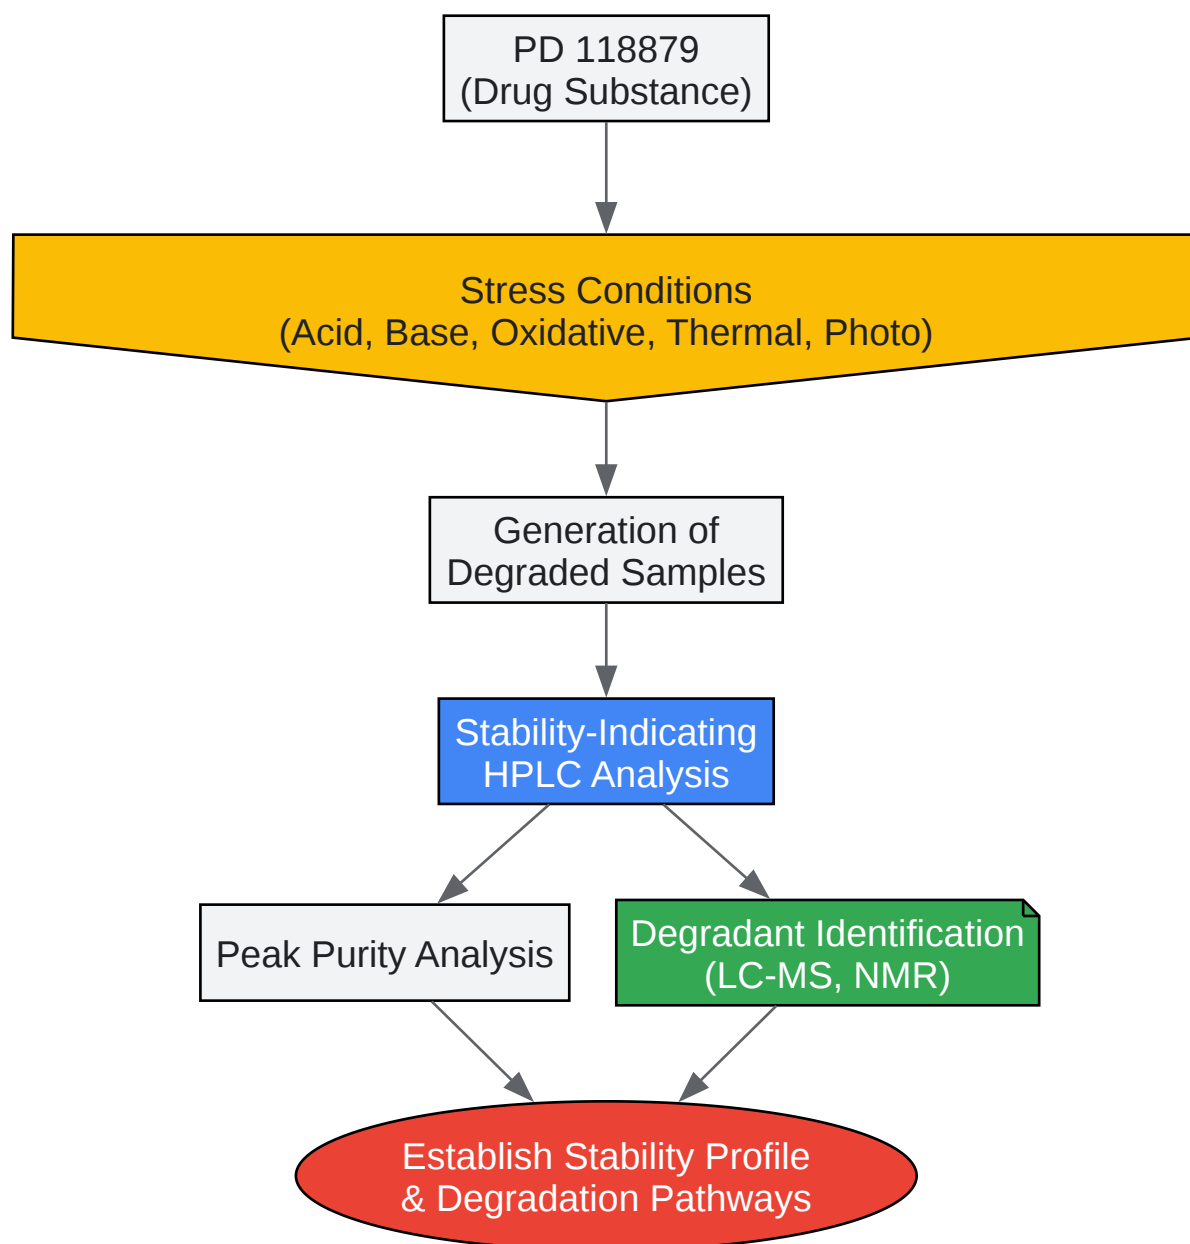 PD 118879
(Drug Substance)
Stress Conditions
(Acid, Base, Oxidative, Thermal, Photo)
Generation of
Degraded Samples
Stability-Indicating
HPLC Analysis
Peak Purity Analysis
Degradant Identification
(LC-MS, NMR)
Establish Stability Profile
& Degradation Pathways